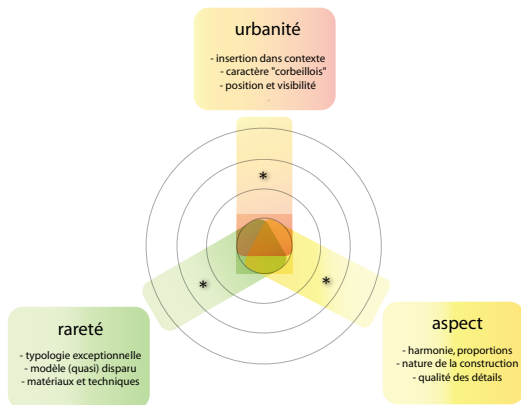 urbanité
- insertion dans contexte
- caractère "corbeillois"
- position et visibilité
*
*
*
rareté
- typologie exceptionnelle
- modèle (quasi) disparu
- matériaux et techniques
aspect
- harmonie, proportions
- nature de la construction
- qualité des détails